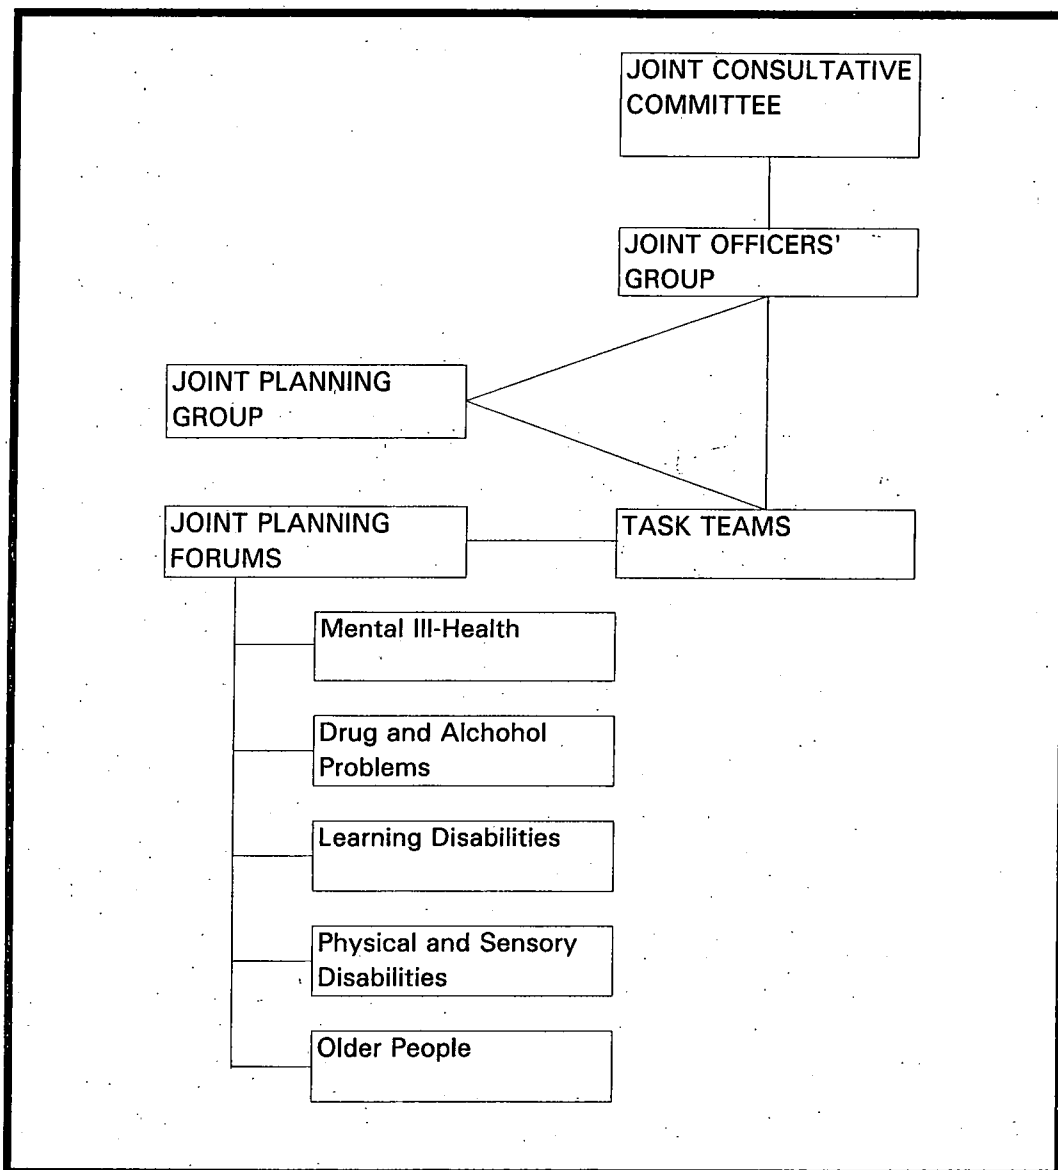 JOINT CONSULTATIVE
COMMITTEE
JOINT OFFICERS'
GROUP
JOINT PLANNING
GROUP
JOINT PLANNING
FORUMS
TASK TEAMS
Mental Ill-Health
Drug and Alchohol
Problems
Learning Disabilities
Physical and Sensory
Disabilities
Older People